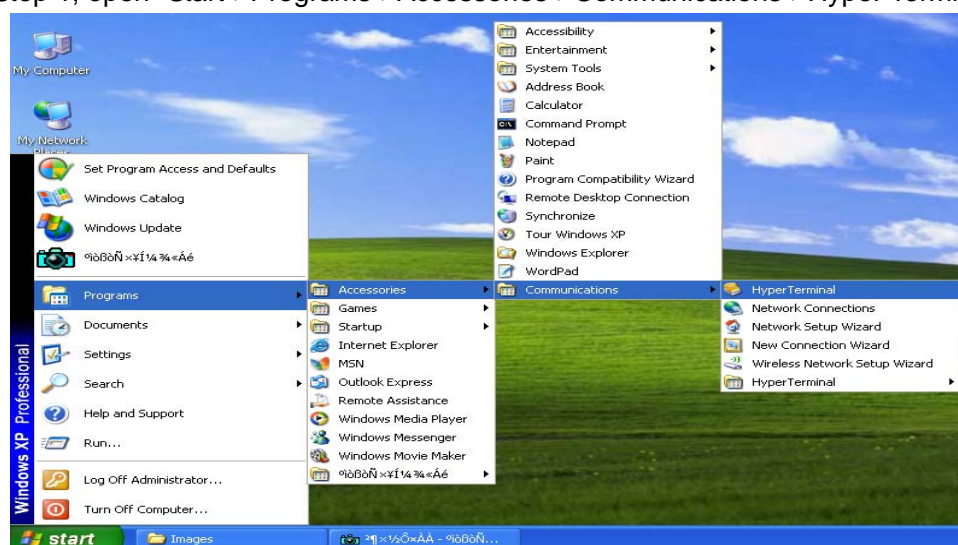 step 1, open "Start > Programs > Accessories > Communications > Hyper Termi
My Computer
My Network
Places
Set Program Access and Defaults
Windows Catalog
Windows Update
Programs
Documents
Settings
Search
Help and Support
Run...
Log Off Administrator...
Turn Off Computer...
Windows XP Professional
Accessories
Games
Startup
Internet Explorer
MSN
Outlook Express
Remote Assistance
Windows Media Player
Windows Messenger
Windows Movie Maker
Accessibility
Entertainment
System Tools
Address Book
Calculator
Command Prompt
Notepad
Paint
Program Compatibility Wizard
Remote Desktop Connection
Synchronize
Tour Windows XP
Windows Explorer
WordPad
Communications
HyperTerminal
Network Connections
Network Setup Wizard
New Connection Wizard
Wireless Network Setup Wizard
HyperTerminal
start
Images